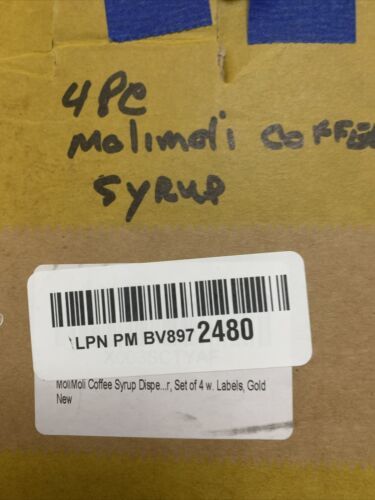 4PC
Molimoli COFFEE
SYRUP
LPN PM BV897 2480
MoliMoli Coffee Syrup Dispe...r, Set of 4 w. Labels, Gold
New